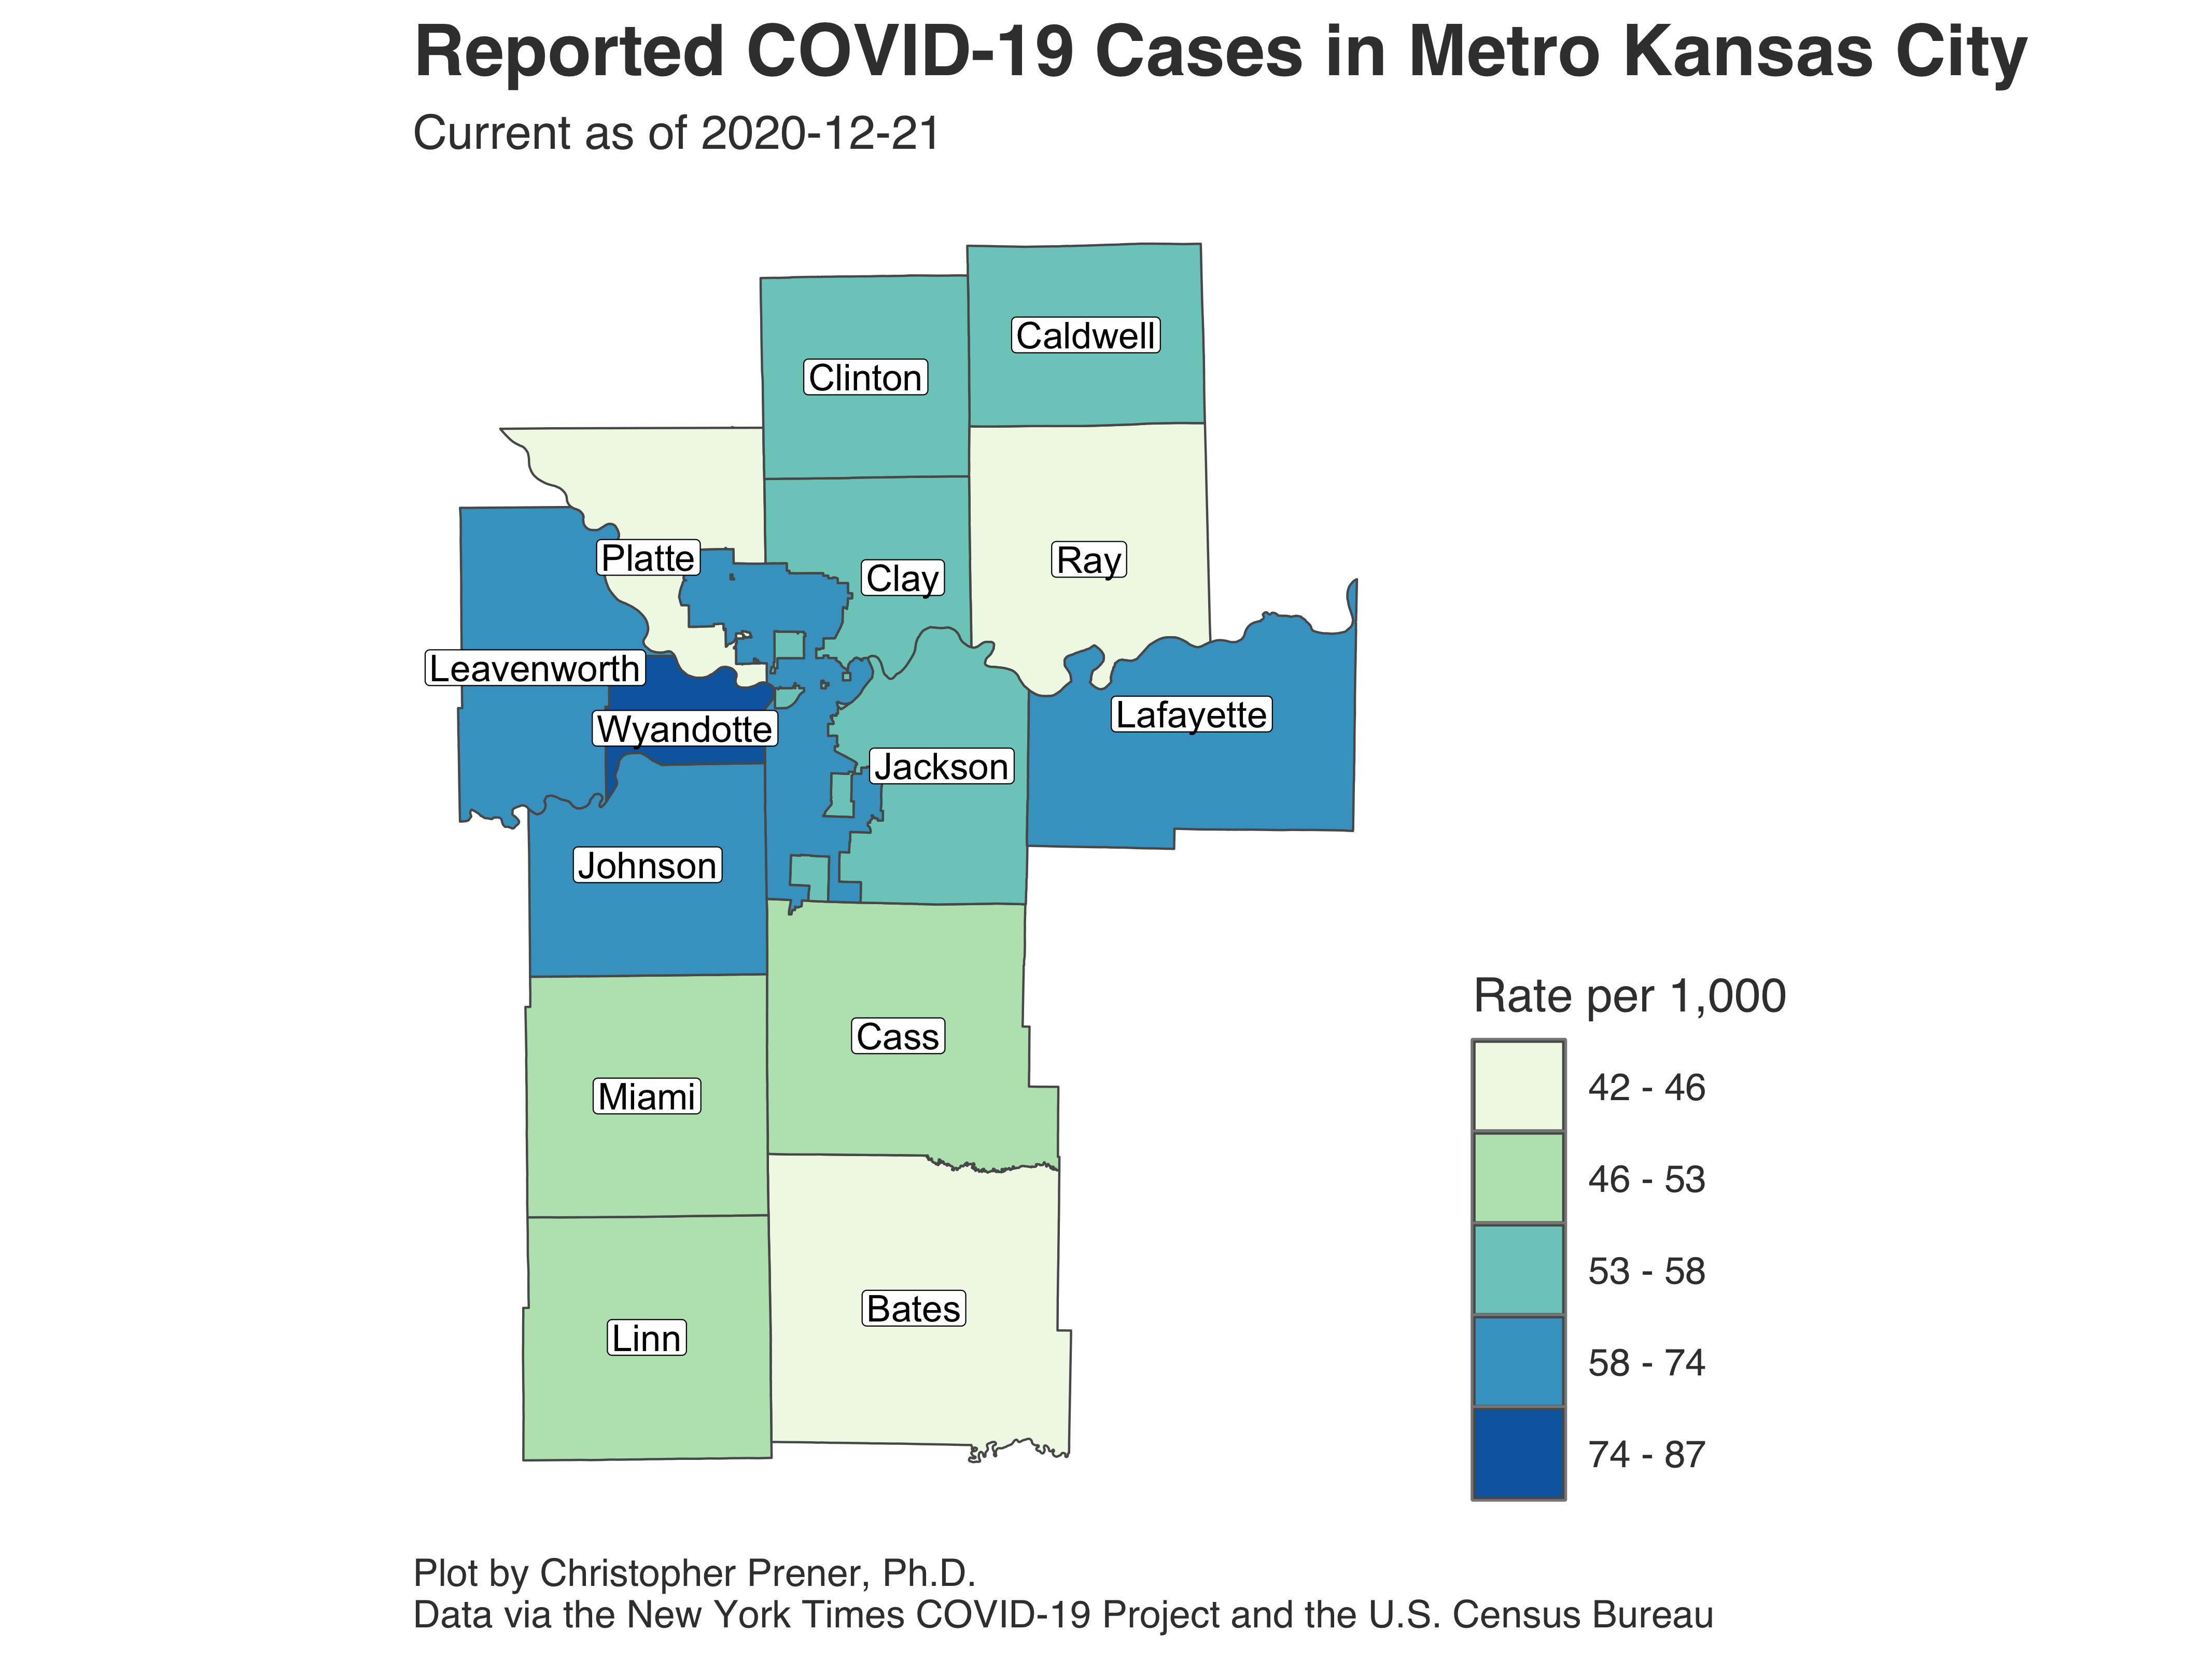 Reported COVID-19 Cases in Metro Kansas City
Current as of 2020-12-21
Caldwell
Clinton
Platte
Clay
Ray
Leavenworth
Wyandotte
Lafayette
Jackson
Johnson
Cass
Miami
Bates
Linn
Rate per 1,000
42 - 46
46 - 53
53 - 58
58 - 74
74 - 87
Plot by Christopher Prener, Ph.D.
Data via the New York Times COVID-19 Project and the U.S. Census Bureau